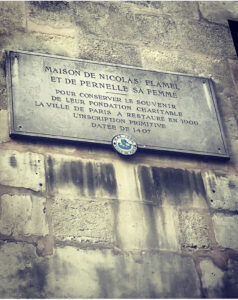 MAISON DE NICOLAS FLAMEL
ET DE PERNELLE SA FEMME
POUR CONSERVER LE SOUVENIR
DE LEUR FONDATION CHARITABLE
LA VILLE DE PARIS A RESTAURÉ EN 1900
L'INSCRIPTION PRIMITIVE
DATÉE DE 1407